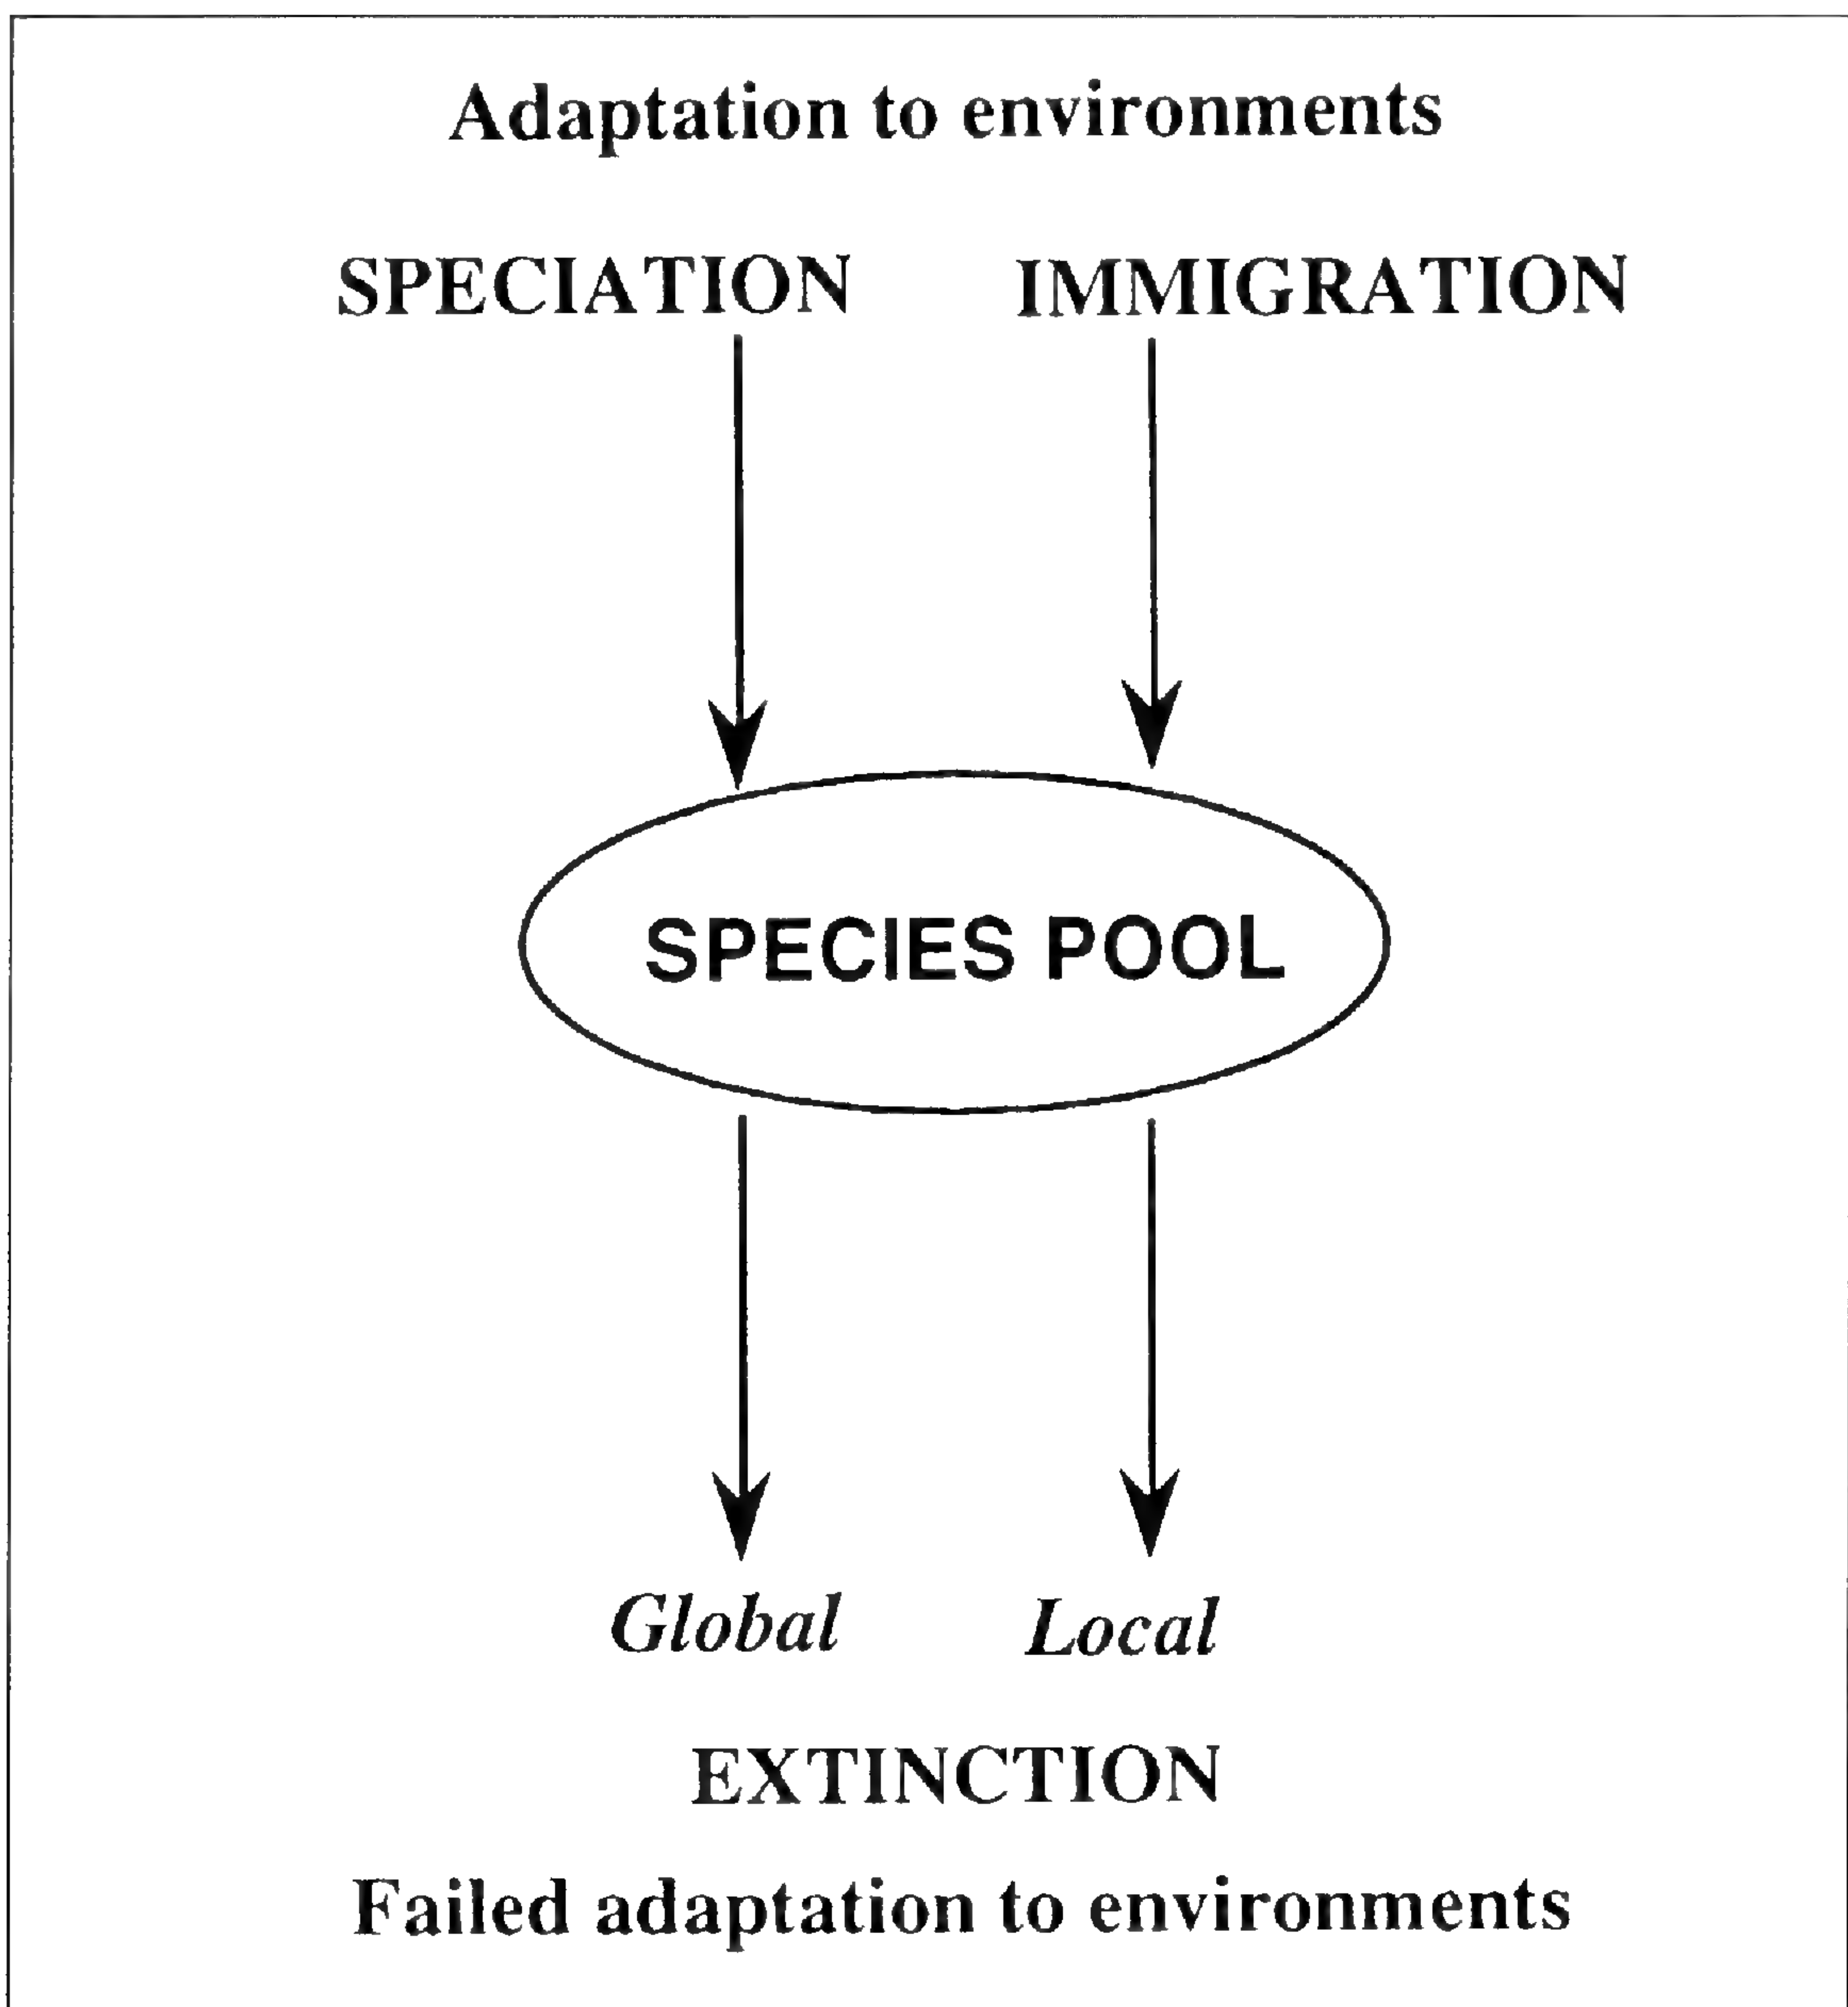 Adaptation to environments
SPECIATION IMMIGRATION
SPECIES POOL
Global Local
EXTINCTION
Failed adaptation to environments